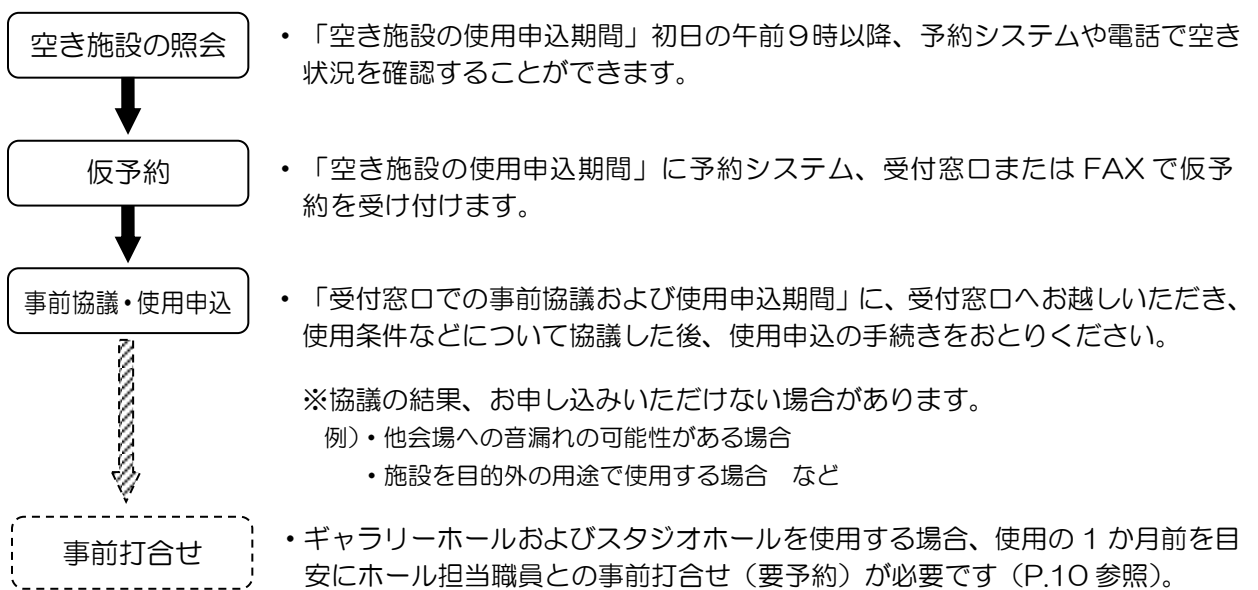 空き施設の照会
・「空き施設の使用申込期間」初日の午前９時以降、予約システムや電話で空き
状況を確認することができます。
仮予約
・「空き施設の使用申込期間」に予約システム、受付窓口または FAX で仮予
約を受け付けます。
事前協議・使用申込
・「受付窓口での事前協議および使用申込期間」に、受付窓口へお越しいただき、
使用条件などについて協議した後、使用申込の手続きをおとりください。
※協議の結果、お申し込みいただけない場合があります。
例）・他会場への音漏れの可能性がある場合
・施設を目的外の用途で使用する場合　など
事前打合せ
・ギャラリーホールおよびスタジオホールを使用する場合、使用の 1 か月前を目
安にホール担当職員との事前打合せ（要予約）が必要です（P.10 参照）。